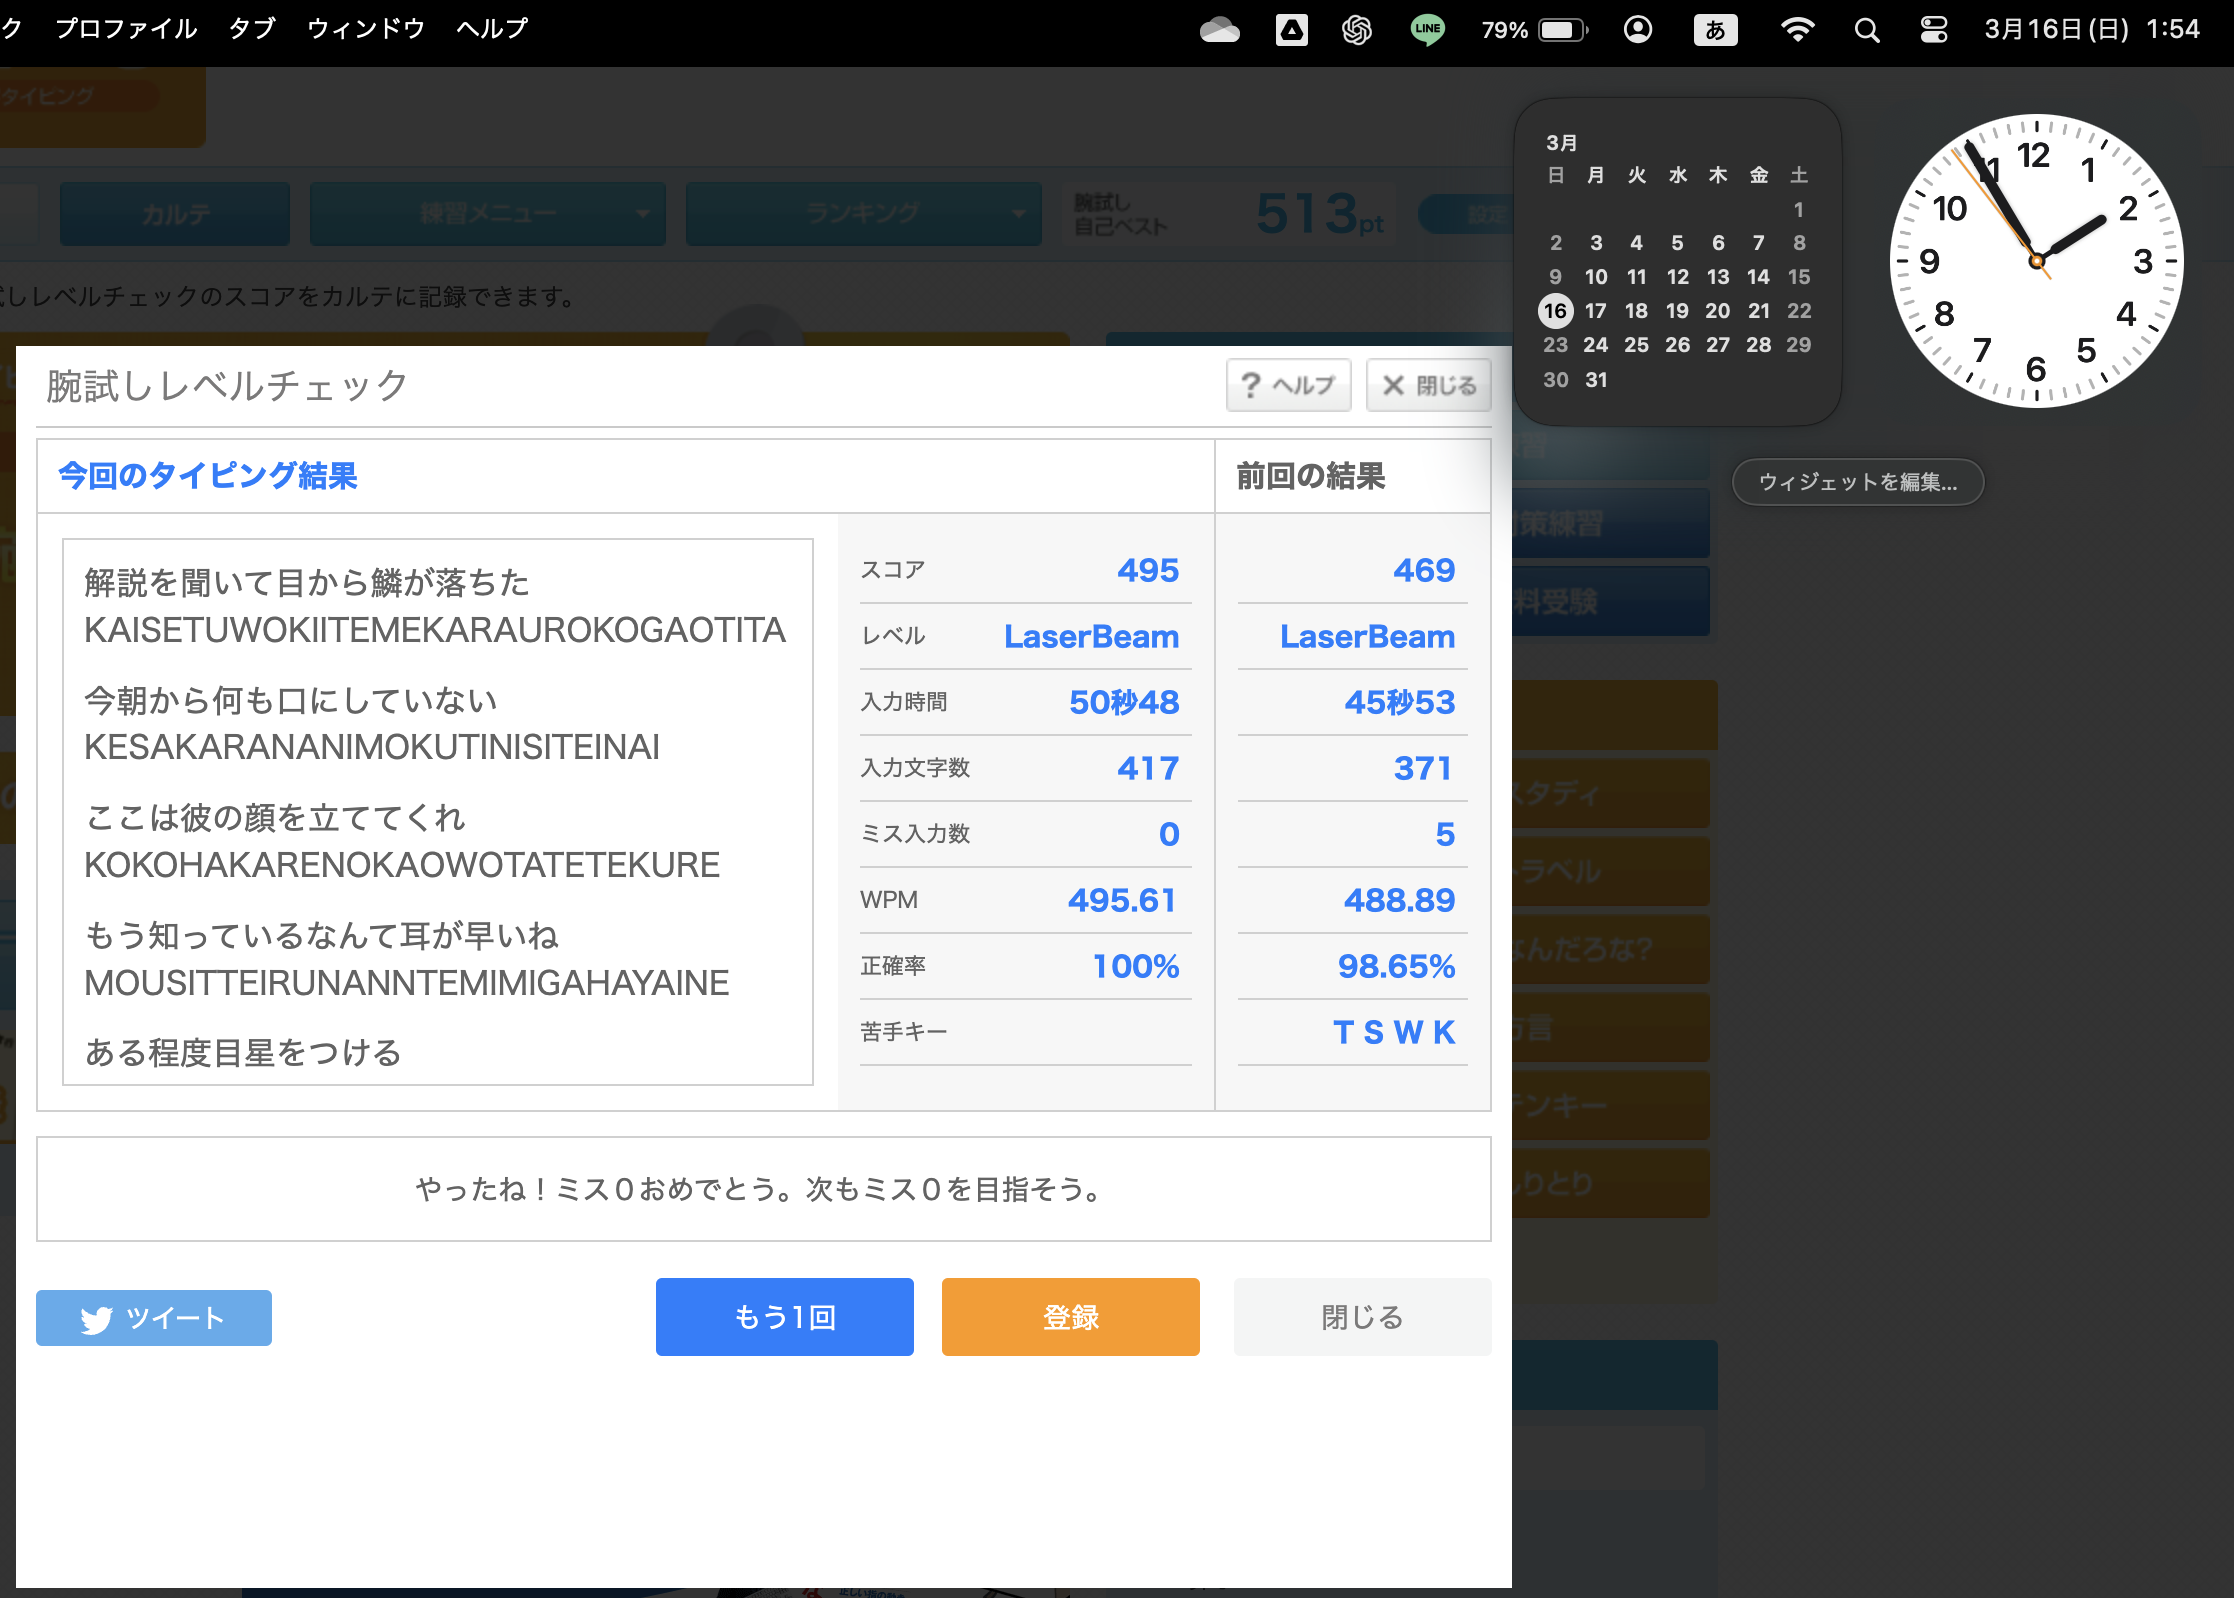 ク プロファイル タブ ウィンドウ ヘルプ LINE 79% あ 3月16日(日) 1:54
タイピング
カルテ 練習メニュー ランキング 腕試し自己ベスト 513pt 設定
レベルチェックのスコアをカルテに記録できます。
3月
日 月 火 水 木 金 土
1
2 3 4 5 6 7 8
9 10 11 12 13 14 15
16 17 18 19 20 21 22
23 24 25 26 27 28 29
30 31
12 1 2 3 4 5 6 7 8 9 10 11
ウィジェットを編集...
腕試しレベルチェック ? ヘルプ × 閉じる
今回のタイピング結果 前回の結果
解説を聞いて目から鱗が落ちた
KAISETUWOKIITEMEKARAUROKOGAOTITA
今朝から何も口にしていない
KESAKARANANIMOKUTINISITEINAI
ここは彼の顔を立ててくれ
KOKOHAKARENOKAOWOTATETEKURE
もう知っているなんて耳が早いね
MOUSITTEIRUNANNTEMIMIGAHAYAINE
ある程度目星をつける
スコア 495 469
レベル LaserBeam LaserBeam
入力時間 50秒48 45秒53
入力文字数 417 371
ミス入力数 0 5
WPM 495.61 488.89
正確率 100% 98.65%
苦手キー T S W K
やったね！ミス０おめでとう。次もミス０を目指そう。
ツイート もう1回 登録 閉じる
策練習
料受験
スタディ
トラベル
なんだろな?
方言
テンキー
しりとり